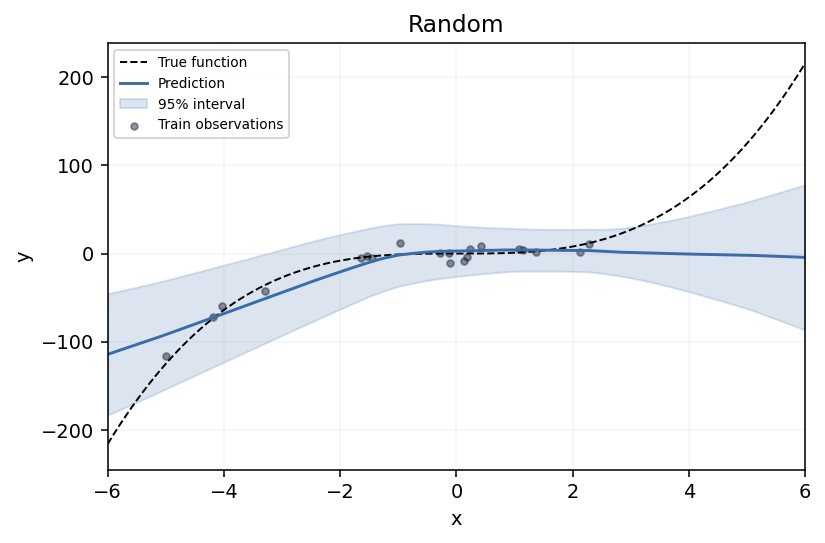 Random
True function
Prediction
95% interval
Train observations
200
100
0
−100
−200
y
−6
−4
−2
0
2
4
6
x